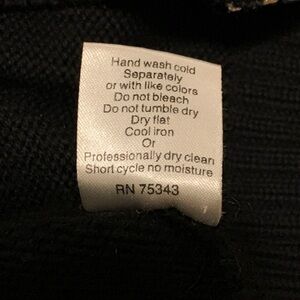 Hand wash cold
Separately
or with like colors
Do not bleach
Do not tumble dry
Dry flat
Cool iron
Or
Professionally dry clean
Short cycle no moisture
RN 75343